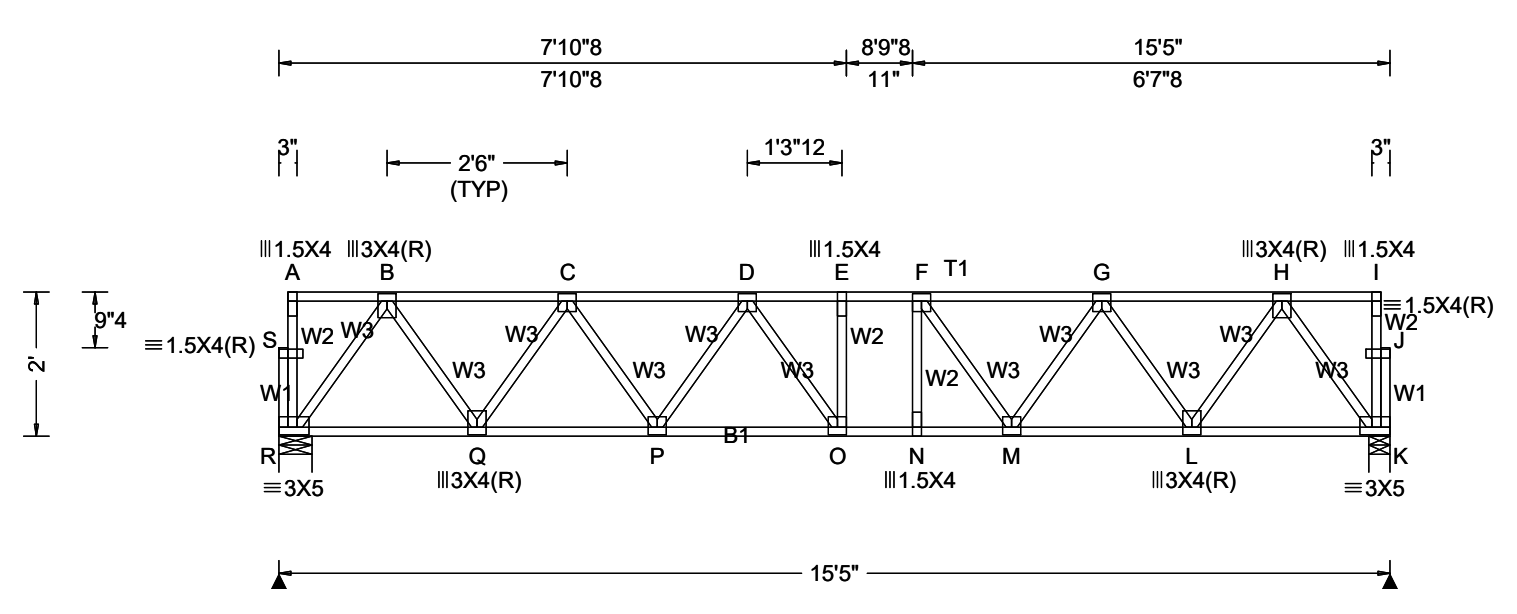 7'10"8 8'9"8 15'5"
7'10"8 11" 6'7"8
3" 2'6" 1'3"12 3"
(TYP)
1.5X4 3X4(R) 1.5X4 3X4(R) 1.5X4
A B C D E F T1 G H I
1.5X4(R)
9"4 W2
2' 1.5X4(R) S W2 W3 W3 W3 W2 W3 W3 J
W3 W3 W3 W2 W3 W3 W3
W1 W1
B1
R Q P O N M L K
3X4(R) 1.5X4 3X4(R)
3X5 3X5
15'5"